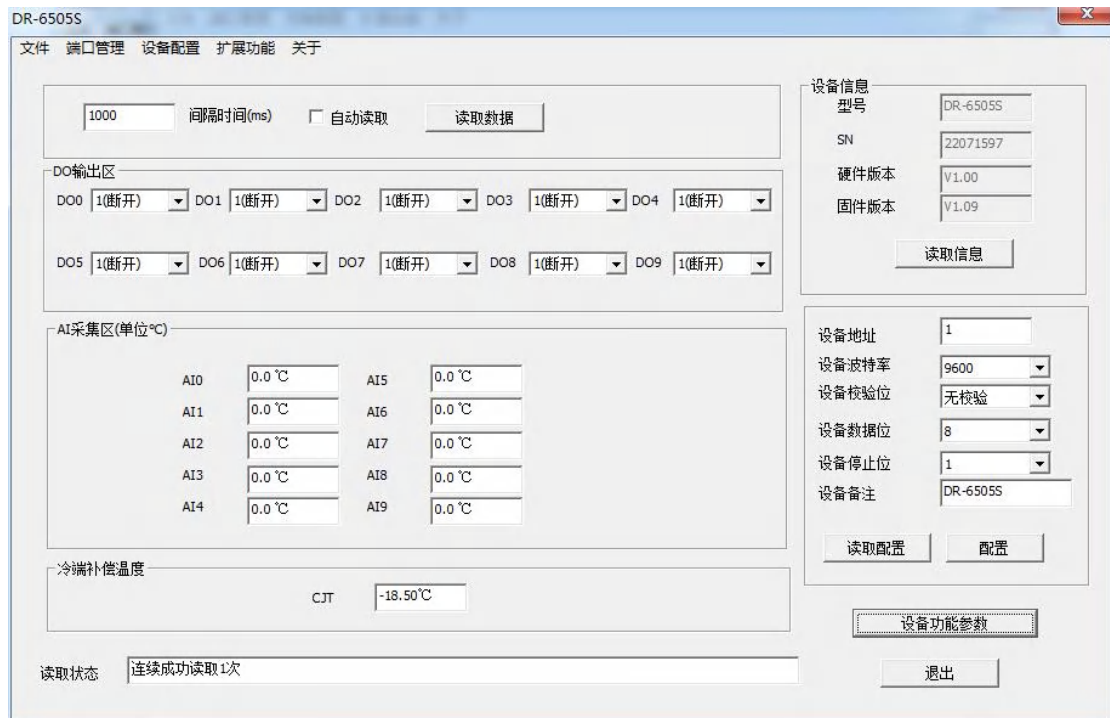 DR-6505S
文件 端口管理 设备配置 扩展功能 关于
1000 间隔时间(ms) 自动读取 读取数据
DO输出区
DO0 1(断开) DO1 1(断开) DO2 1(断开) DO3 1(断开) DO4 1(断开)
DO5 1(断开) DO6 1(断开) DO7 1(断开) DO8 1(断开) DO9 1(断开)
AI采集区(单位℃)
AI0 0.0 ℃ AI5 0.0 ℃
AI1 0.0 ℃ AI6 0.0 ℃
AI2 0.0 ℃ AI7 0.0 ℃
AI3 0.0 ℃ AI8 0.0 ℃
AI4 0.0 ℃ AI9 0.0 ℃
冷端补偿温度
CJT -18.50℃
读取状态 连续成功读取1次
设备信息
型号 DR-6505S
SN 22071597
硬件版本 V1.00
固件版本 V1.09
读取信息
设备地址 1
设备波特率 9600
设备校验位 无校验
设备数据位 8
设备停止位 1
设备备注 DR-6505S
读取配置 配置
设备功能参数
退出